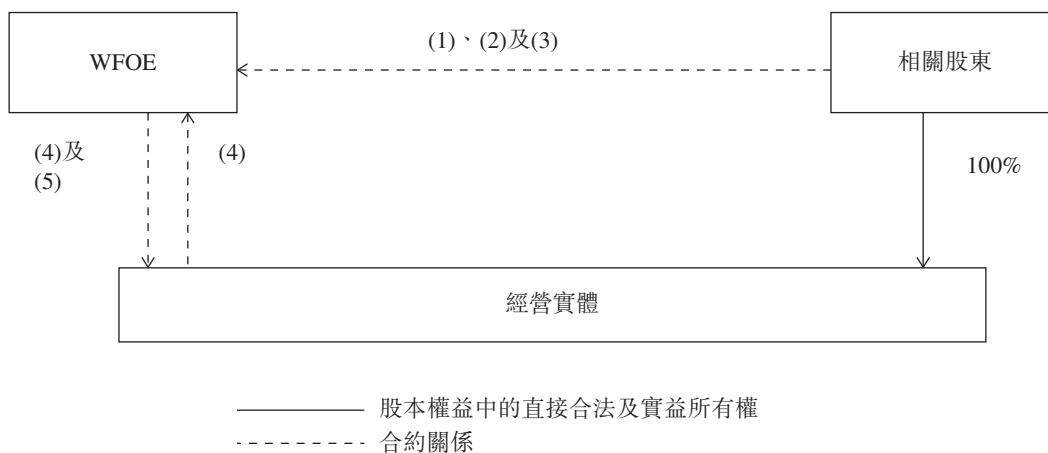 (1)、(2)及(3)
WFOE
相關股東
(4)及
(5)
(4)
100%
經營實體
股本權益中的直接合法及實益所有權
合約關係